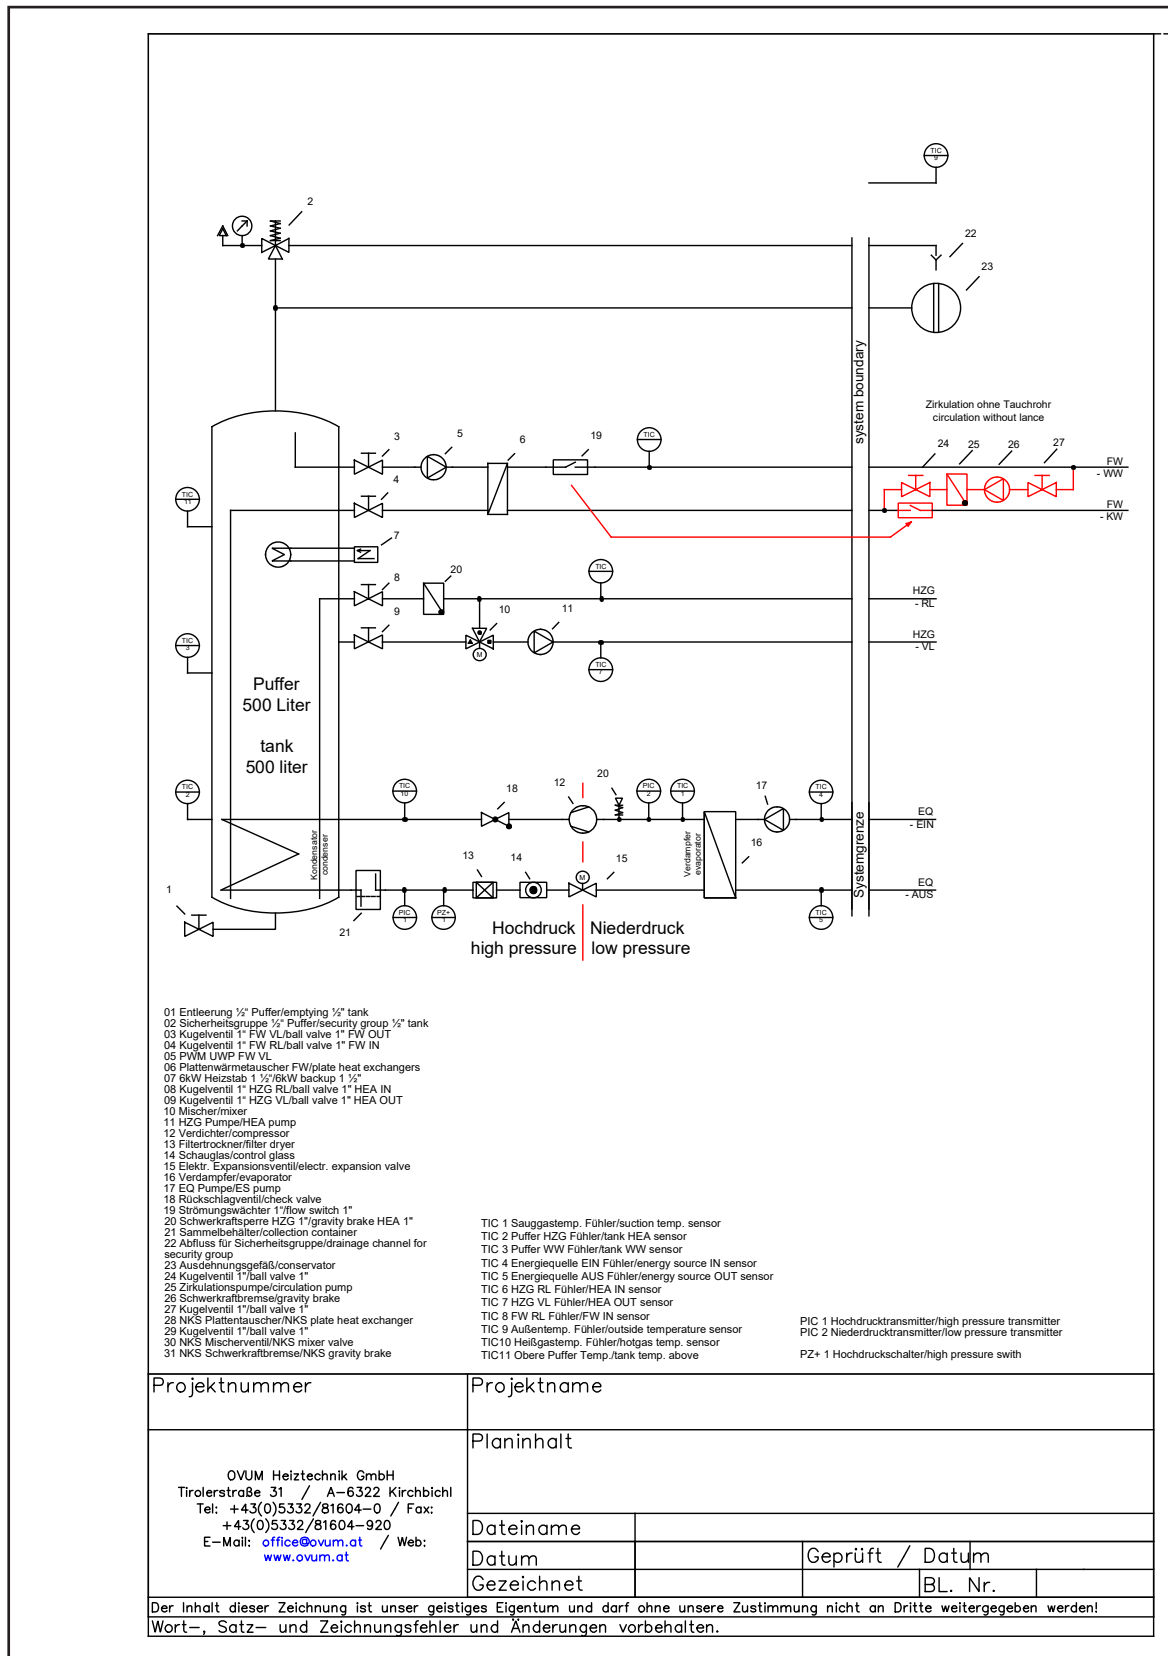 TIC
9
2
22
23
system boundary
Zirkulation ohne Tauchrohr
circulation without lance
3
5
6
19
TIC
24
25
26
27
FW
- WW
4
FW
- KW
TIC
11
7
8
20
TIC
HZG
- RL
9
10
11
HZG
- VL
M
TIC
7
TIC
3
Puffer
500 Liter
tank
500 liter
TIC
2
TIC
10
18
12
20
PIC
2
TIC
1
17
TIC
4
EQ
- EIN
Kondensator
condenser
Verdampfer
evaporator
16
Systemgrenze
13
14
M
15
EQ
- AUS
1
21
PIC
1
PZ+
1
TIC
5
Hochdruck
high pressure
Niederdruck
low pressure
01 Entleerung ½" Puffer/emptying ½" tank
02 Sicherheitsgruppe ½" Puffer/security group ½" tank
03 Kugelventil 1" FW VL/ball valve 1" FW OUT
04 Kugelventil 1" FW RL/ball valve 1" FW IN
05 PWM UWP FW VL
06 Plattenwärmetauscher FW/plate heat exchangers
07 6kW Heizstab 1 ½"/6kW backup 1 ½"
08 Kugelventil 1" HZG RL/ball valve 1" HEA IN
09 Kugelventil 1" HZG VL/ball valve 1" HEA OUT
10 Mischer/mixer
11 HZG Pumpe/HEA pump
12 Verdichter/compressor
13 Filtertrockner/filter dryer
14 Schauglas/control glass
15 Elektr. Expansionsventil/electr. expansion valve
16 Verdampfer/evaporator
17 EQ Pumpe/ES pump
18 Rückschlagventil/check valve
19 Strömungswächter 1"/flow switch 1"
20 Schwerkraftsperre HZG 1"/gravity brake HEA 1"
21 Sammelbehälter/collection container
22 Abfluss für Sicherheitsgruppe/drainage channel for
security group
23 Ausdehnungsgefäß/conservator
24 Kugelventil 1"/ball valve 1"
25 Zirkulationspumpe/circulation pump
26 Schwerkraftbremse/gravity brake
27 Kugelventil 1"/ball valve 1"
28 NKS Plattentauscher/NKS plate heat exchanger
29 Kugelventil 1"/ball valve 1"
30 NKS Mischerventil/NKS mixer valve
31 NKS Schwerkraftbremse/NKS gravity brake
TIC 1 Sauggastemp. Fühler/suction temp. sensor
TIC 2 Puffer HZG Fühler/tank HEA sensor
TIC 3 Puffer WW Fühler/tank WW sensor
TIC 4 Energiequelle EIN Fühler/energy source IN sensor
TIC 5 Energiequelle AUS Fühler/energy source OUT sensor
TIC 6 HZG RL Fühler/HEA IN sensor
TIC 7 HZG VL Fühler/HEA OUT sensor
TIC 8 FW RL Fühler/FW IN sensor
TIC 9 Außentemp. Fühler/outside temperature sensor
TIC10 Heißgastemp. Fühler/hotgas temp. sensor
TIC11 Obere Puffer Temp./tank temp. above
PIC 1 Hochdrucktransmitter/high pressure transmitter
PIC 2 Niederdrucktransmitter/low pressure transmitter
PZ+ 1 Hochdruckschalter/high pressure swith
Projektnummer
Projektname
Planinhalt
OVUM Heiztechnik GmbH
Tirolerstraße 31 / A-6322 Kirchbichl
Tel: +43(0)5332/81604-0 / Fax:
+43(0)5332/81604-920
E-Mail: office@ovum.at / Web:
www.ovum.at
Dateiname
Datum
Geprüft / Datum
Gezeichnet
BL. Nr.
Der Inhalt dieser Zeichnung ist unser geistiges Eigentum und darf ohne unsere Zustimmung nicht an Dritte weitergegeben werden!
Wort-, Satz- und Zeichnungsfehler und Änderungen vorbehalten.